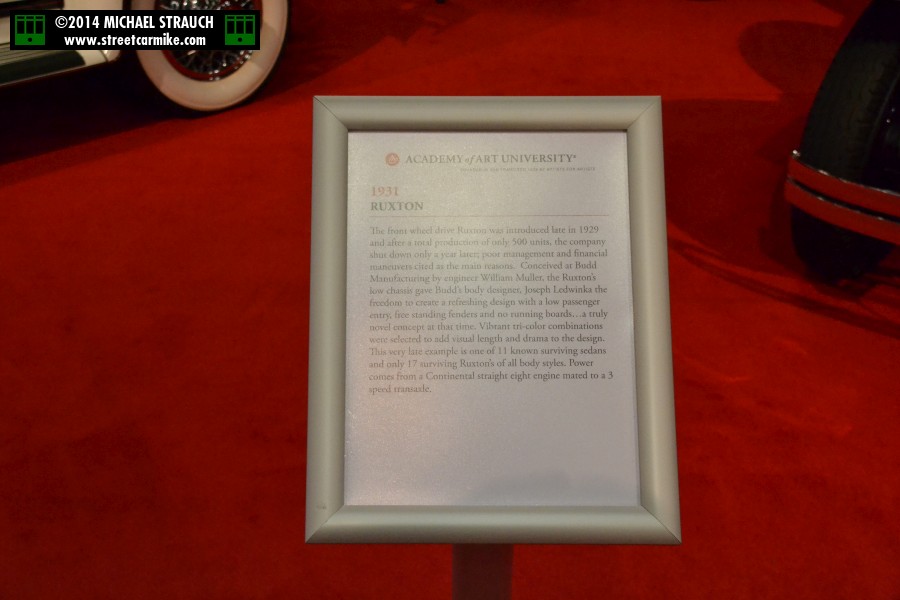 ©2014 MICHAEL STRAUCH
www.streetcarmike.com
ACADEMY of ART UNIVERSITY®
1931
RUXTON
The front wheel drive Ruxton was introduced late in 1929
and after a total production of only 500 units, the company
shut down only a year later; poor management and financial
maneuvers cited as the main reasons. Conceived at Budd
Manufacturing by engineer William Muller, the Ruxton's
low chassis gave Budd's body designer, Joseph Ledwinka the
freedom to create a refreshing design with a low passenger
entry, free standing fenders and no running boards…a truly
novel concept at that time. Vibrant tri-color combinations
were selected to add visual length and drama to the design.
This very late example is one of 11 known surviving sedans
and only 17 surviving Ruxton's of all body styles. Power
comes from a Continental straight eight engine mated to a 3
speed transaxle.